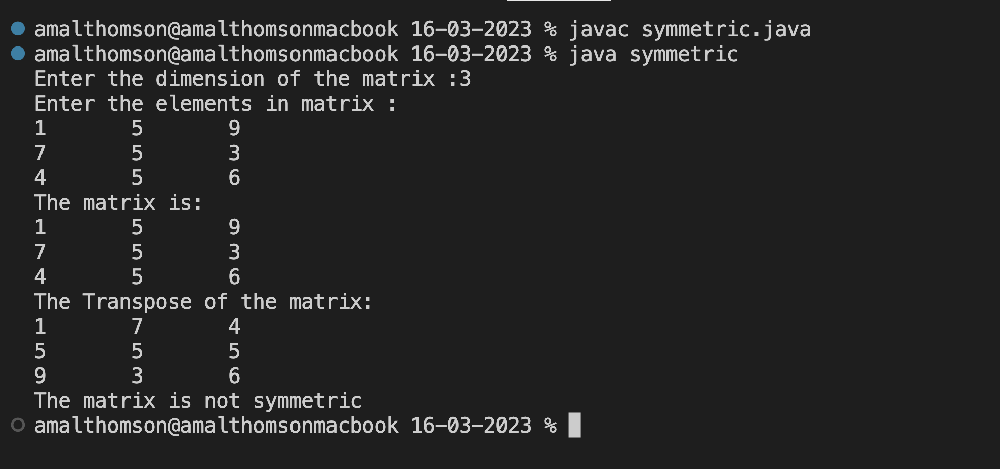 amalthomson@amalthomsonmacbook 16-03-2023 % javac symmetric.java
amalthomson@amalthomsonmacbook 16-03-2023 % java symmetric
Enter the dimension of the matrix :3
Enter the elements in matrix :
1	5	9
7	5	3
4	5	6
The matrix is:
1	5	9
7	5	3
4	5	6
The Transpose of the matrix:
1	7	4
5	5	5
9	3	6
The matrix is not symmetric
amalthomson@amalthomsonmacbook 16-03-2023 %